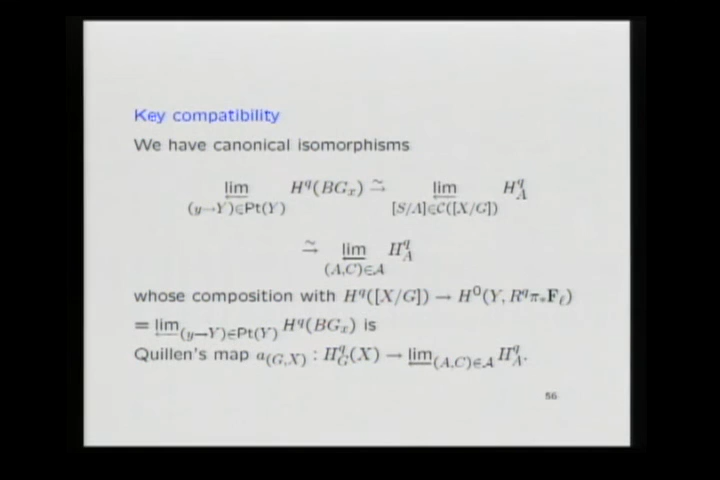 Key compatibility
We have canonical isomorphisms
lim_{←(y→Y)∈Pt(Y)} H^q(BG_x) ⥲ lim_{←[S/A]∈C([X/G])} H^q_A
⥲ lim_{←(A,C)∈𝒜} H^q_A
whose composition with H^q([X/G]) → H^0(Y, R^qπ_*F_ℓ)
= lim_{←(y→Y)∈Pt(Y)} H^q(BG_x) is
Quillen's map a_{(G,X)} : H^q_G(X) → lim_{←(A,C)∈𝒜} H^q_A.
56